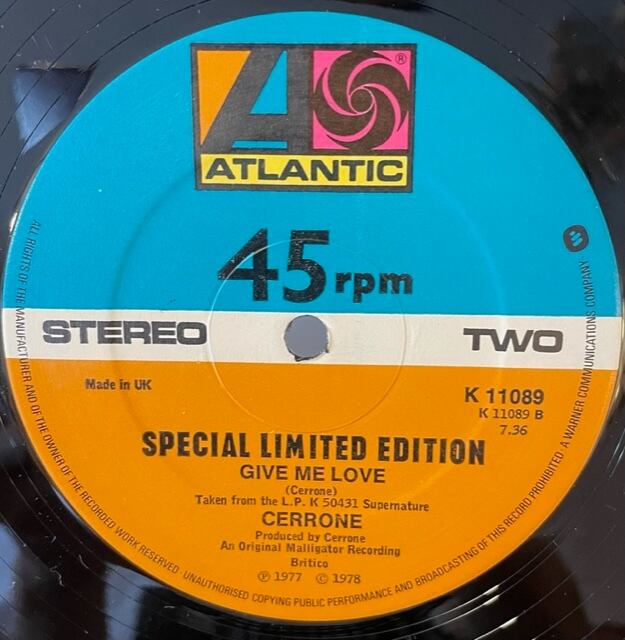 ®
ATLANTIC
45 rpm
STEREO
TWO
Made in UK
K 11089
K 11089 B
7.36
SPECIAL LIMITED EDITION
GIVE ME LOVE
(Cerrone)
Taken from the L.P. K 50431 Supernature
CERRONE
Produced by Cerrone
An Original Malligator Recording
Britico
℗ 1977 © 1978
ALL RIGHTS OF THE MANUFACTURER AND OF THE OWNER OF THE RECORDED WORK RESERVED · UNAUTHORISED COPYING PUBLIC PERFORMANCE AND BROADCASTING OF THIS RECORD PROHIBITED A WARNER COMMUNICATIONS COMPANY